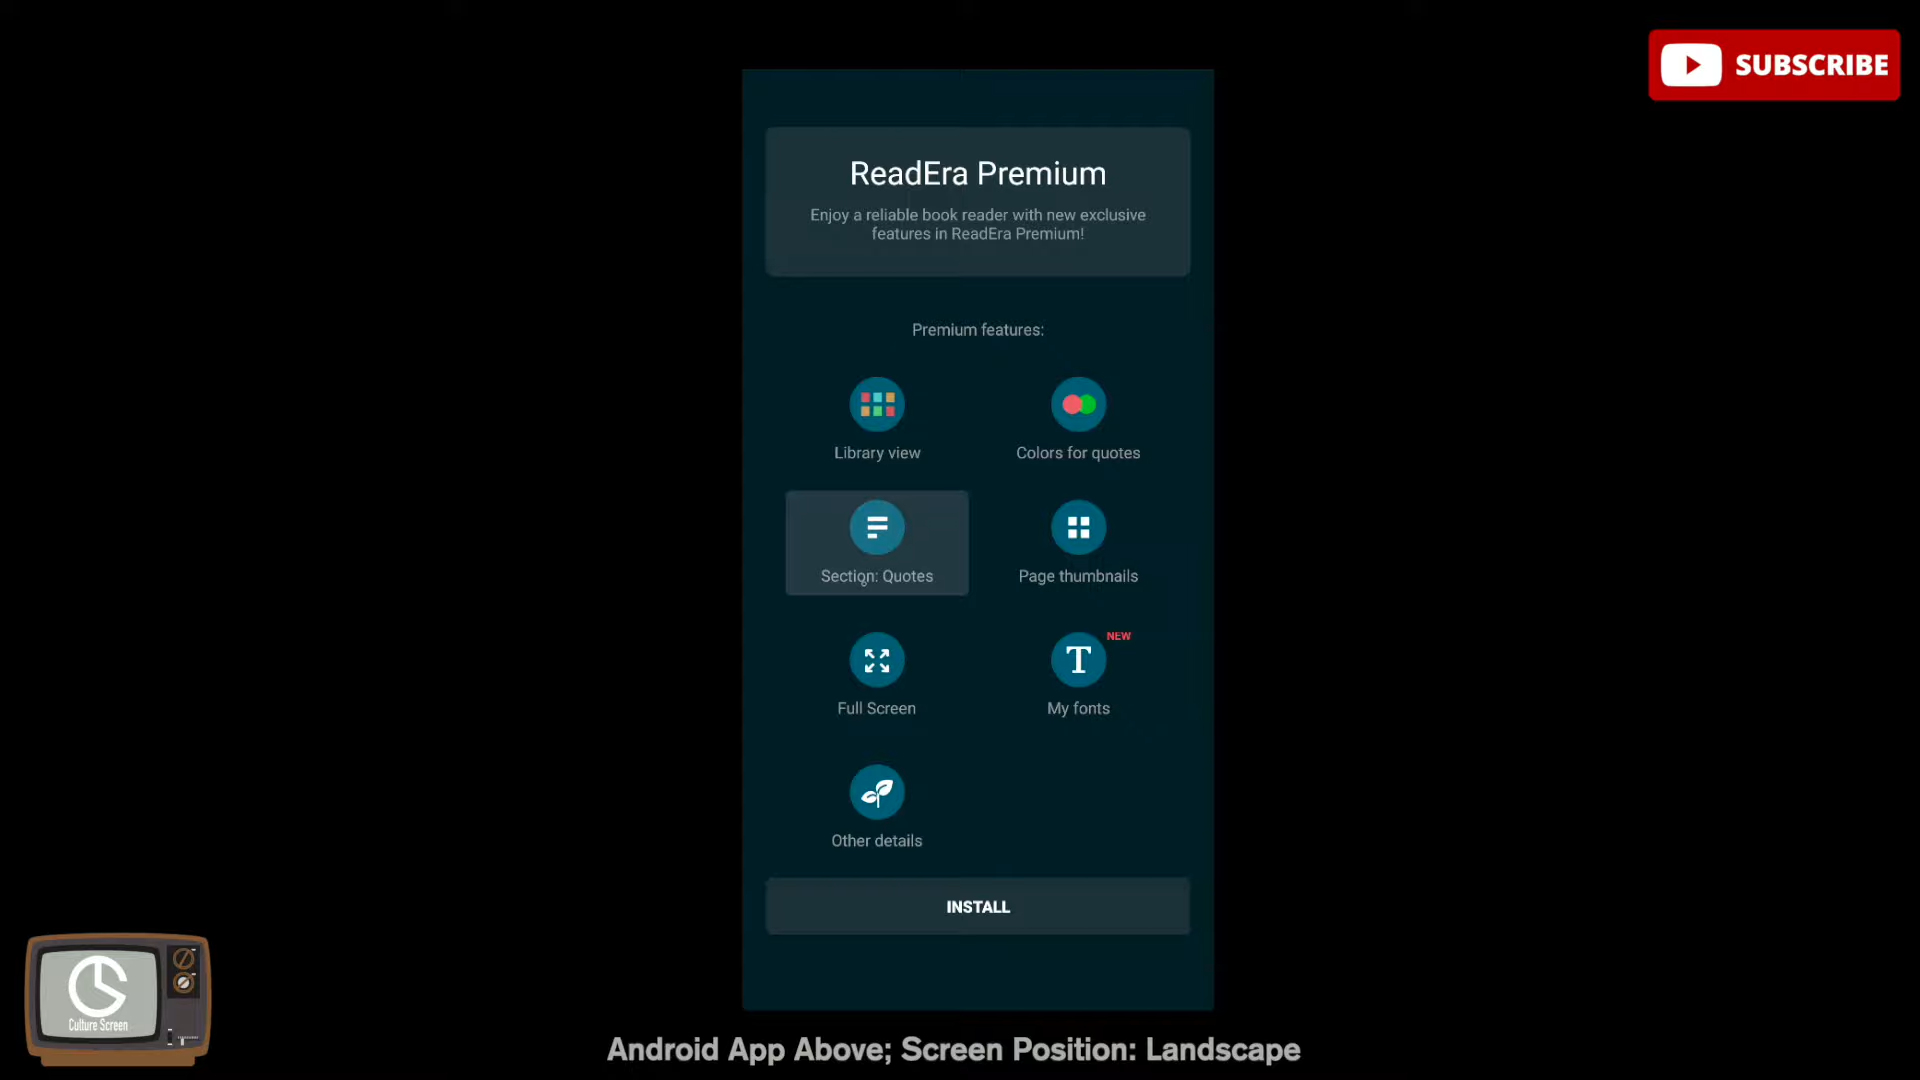 SUBSCRIBE
ReadEra Premium
Enjoy a reliable book reader with new exclusive
features in ReadEra Premium!
Premium features:
Library view
Colors for quotes
Section: Quotes
Page thumbnails
NEW
T
Full Screen
My fonts
Other details
INSTALL
Culture Screen
Android App Above; Screen Position: Landscape